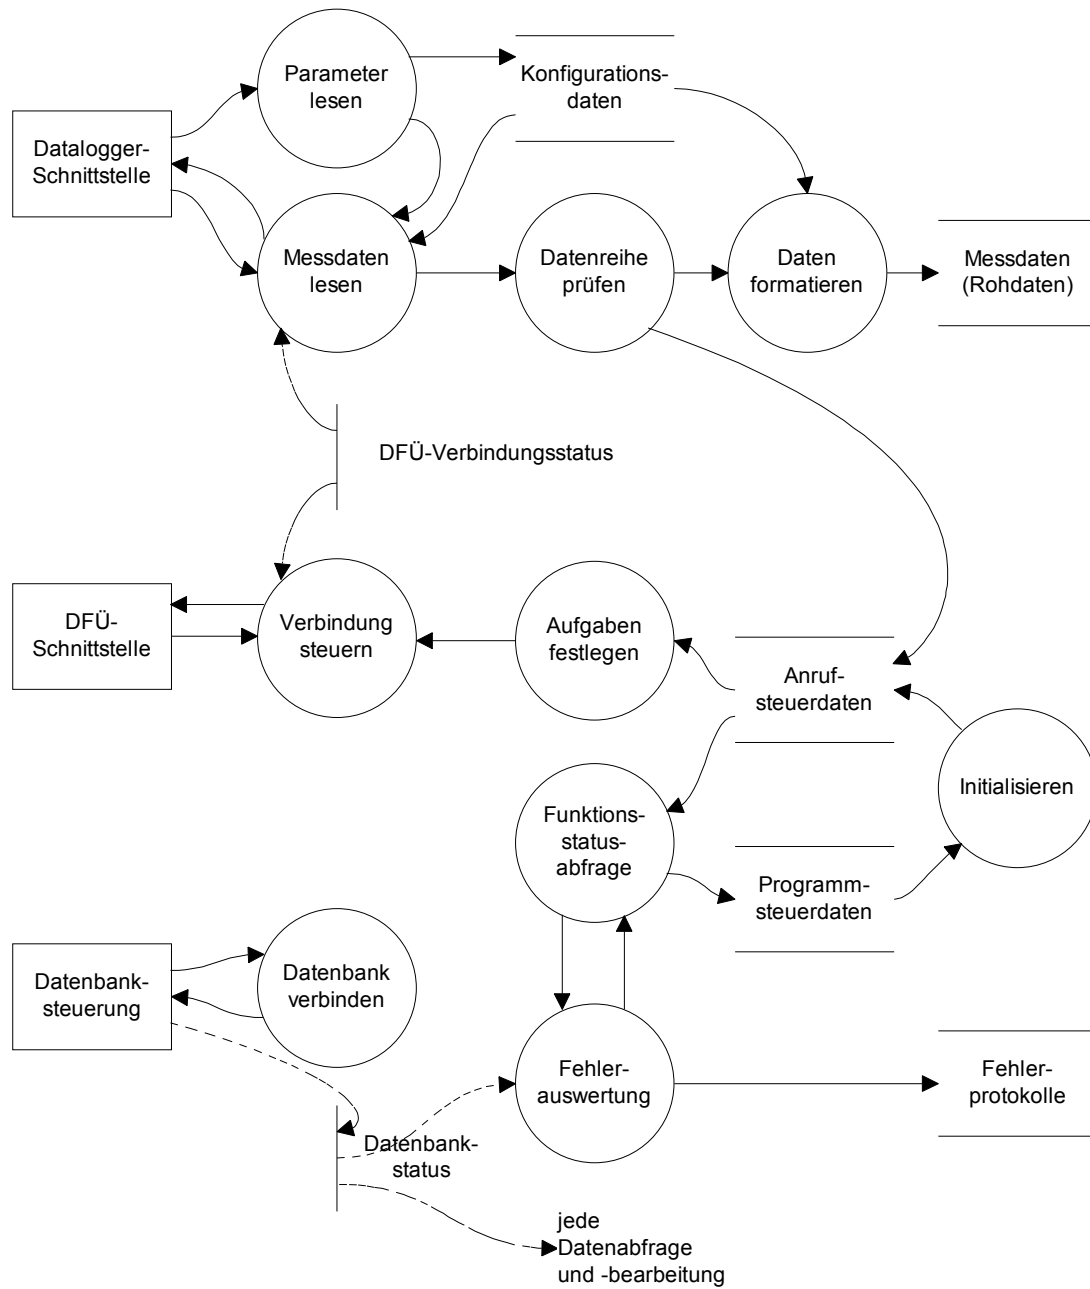 Parameter
lesen
Konfigurations-
daten
Datalogger-
Schnittstelle
Messdaten
lesen
Datenreihe
prüfen
Daten
formatieren
Messdaten
(Rohdaten)
DFÜ-Verbindungsstatus
DFÜ-
Schnittstelle
Verbindung
steuern
Aufgaben
festlegen
Anruf-
steuerdaten
Initialisieren
Funktions-
status-
abfrage
Programm-
steuerdaten
Datenbank-
steuerung
Datenbank
verbinden
Fehler-
auswertung
Fehler-
protokolle
Datenbank-
status
jede
Datenabfrage
und -bearbeitung